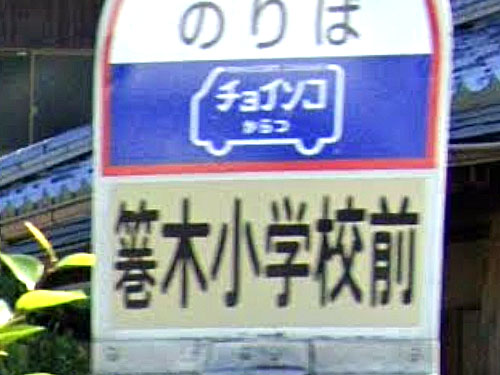 のりば
チョイソコ
からつ
箞木小学校前